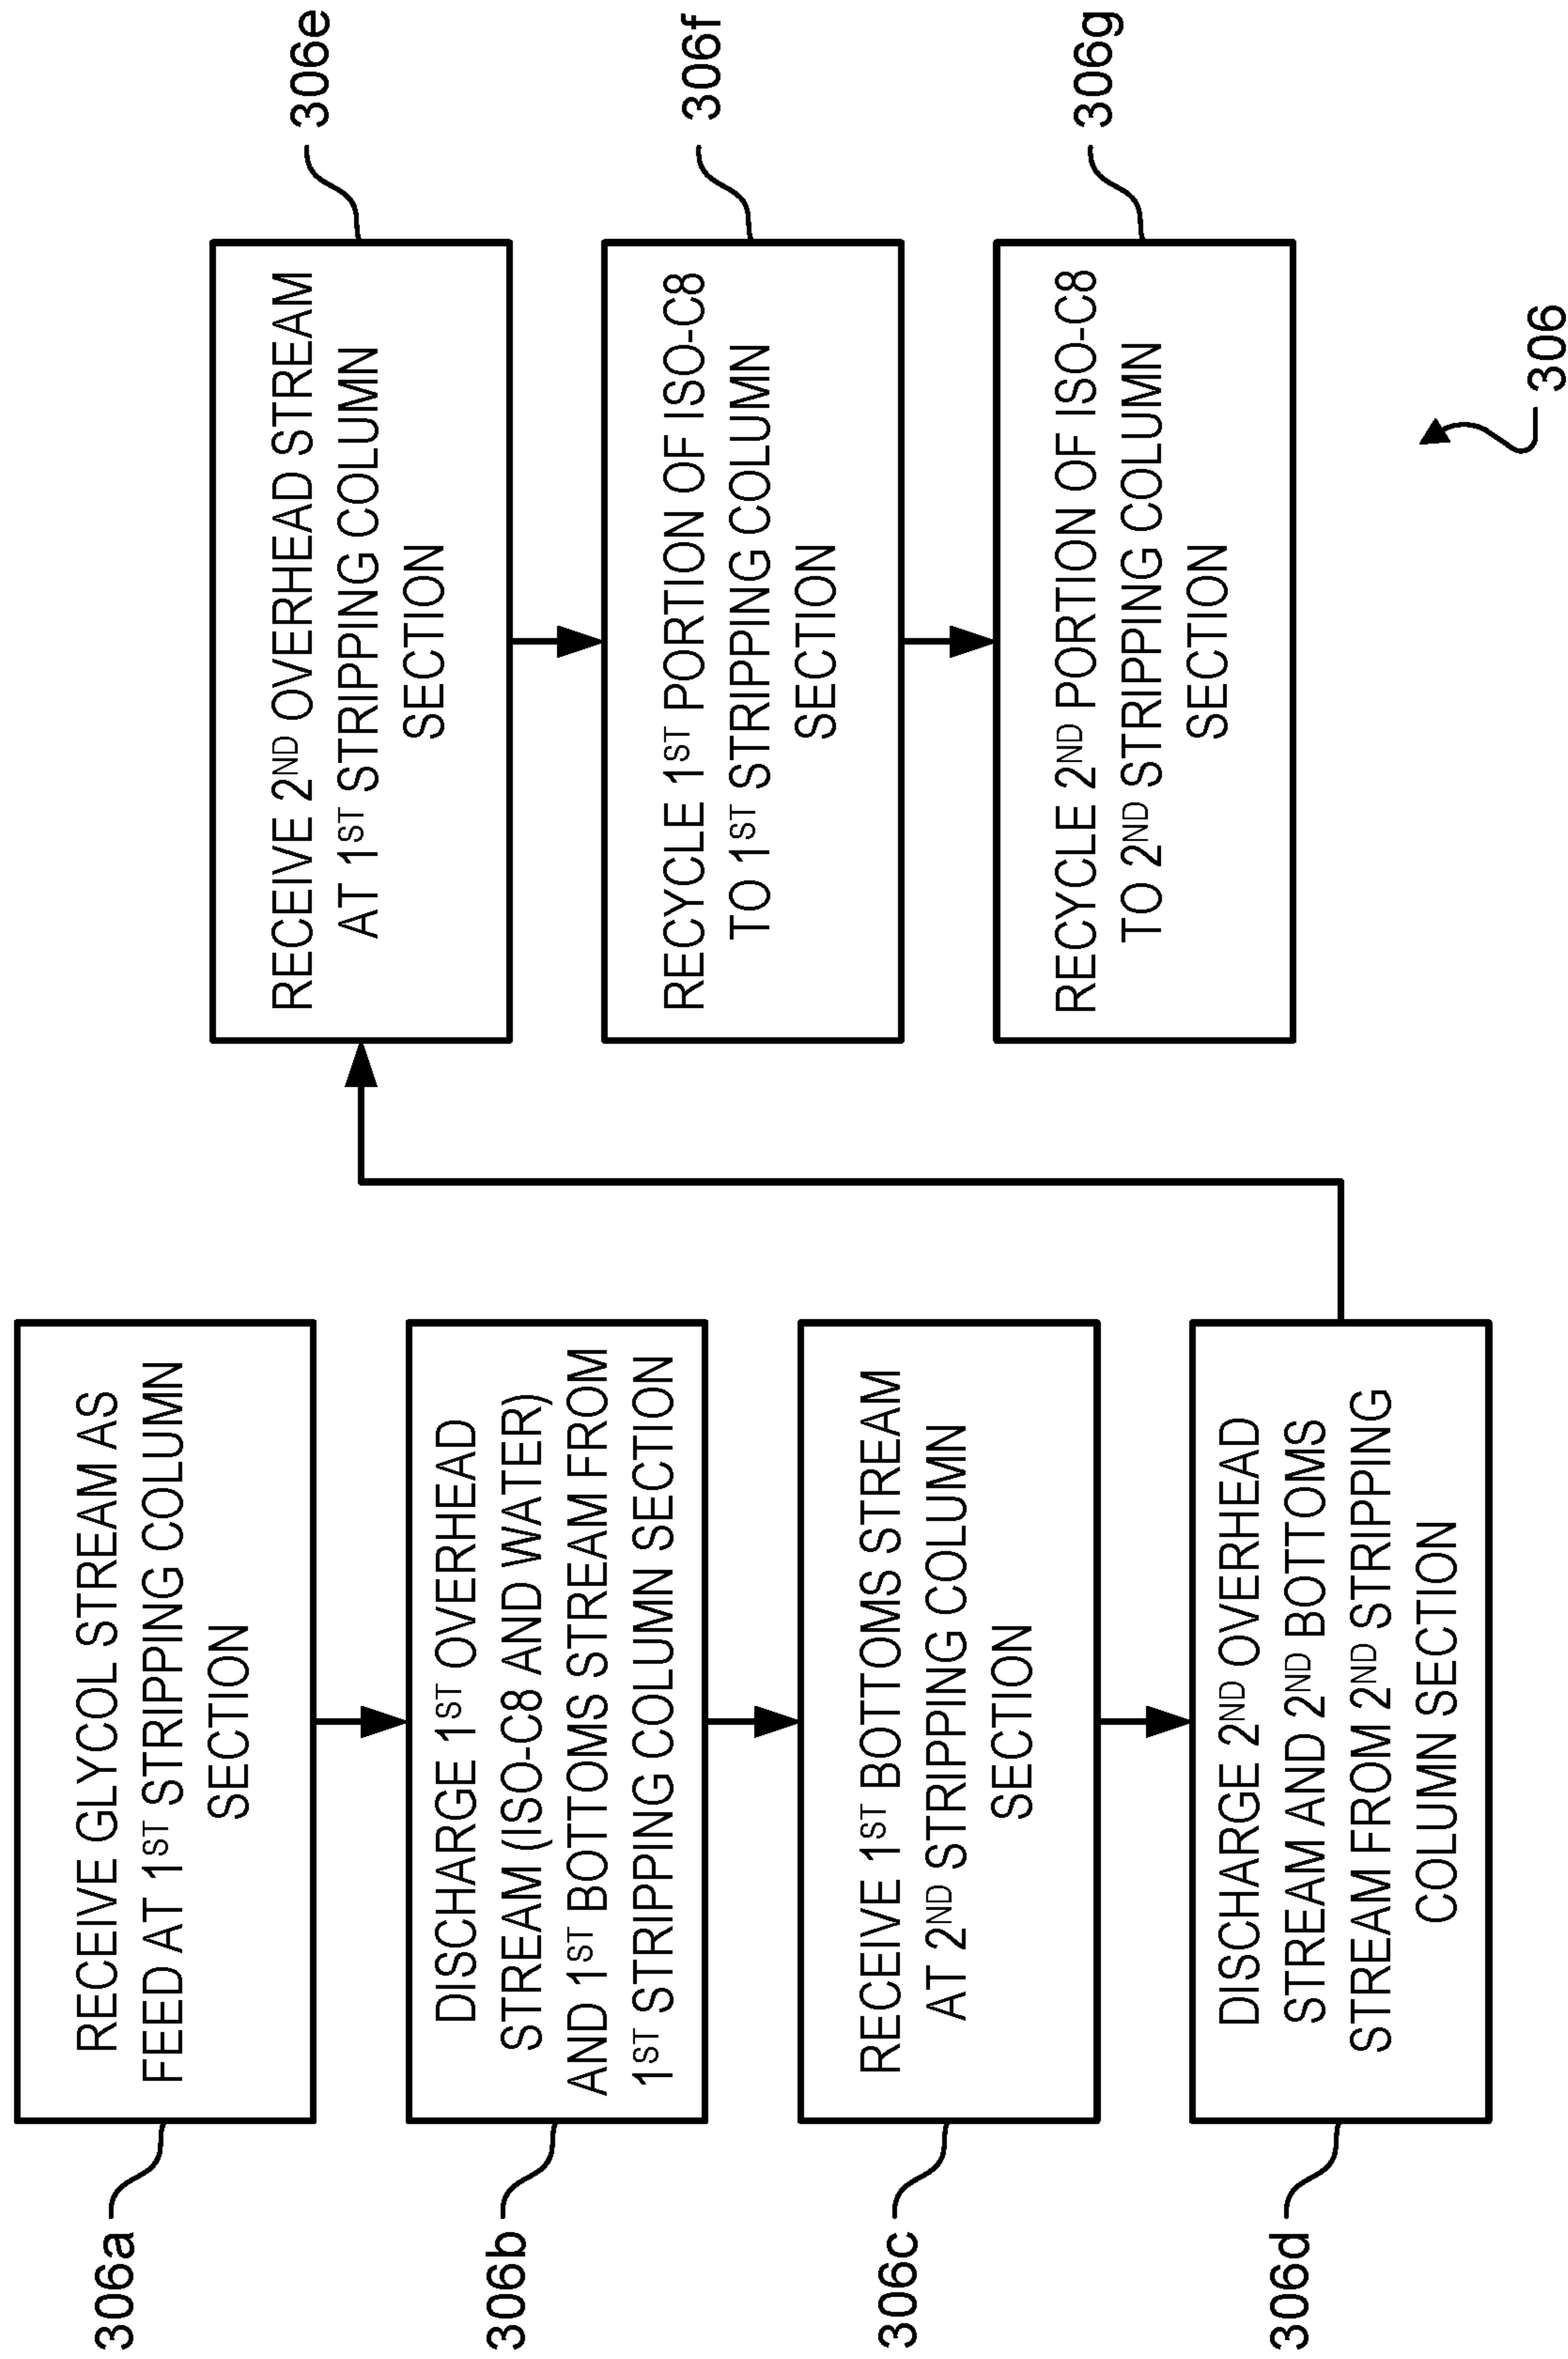 306a
RECEIVE GLYCOL STREAM AS
FEED AT 1ST STRIPPING COLUMN
SECTION
306b
DISCHARGE 1ST OVERHEAD
STREAM (ISO-C8 AND WATER)
AND 1ST BOTTOMS STREAM FROM
1ST STRIPPING COLUMN SECTION
306c
RECEIVE 1ST BOTTOMS STREAM
AT 2ND STRIPPING COLUMN
SECTION
306d
DISCHARGE 2ND OVERHEAD
STREAM AND 2ND BOTTOMS
STREAM FROM 2ND STRIPPING
COLUMN SECTION
306e
RECEIVE 2ND OVERHEAD STREAM
AT 1ST STRIPPING COLUMN
SECTION
306f
RECYCLE 1ST PORTION OF ISO-C8
TO 1ST STRIPPING COLUMN
SECTION
306g
RECYCLE 2ND PORTION OF ISO-C8
TO 2ND STRIPPING COLUMN
SECTION
306